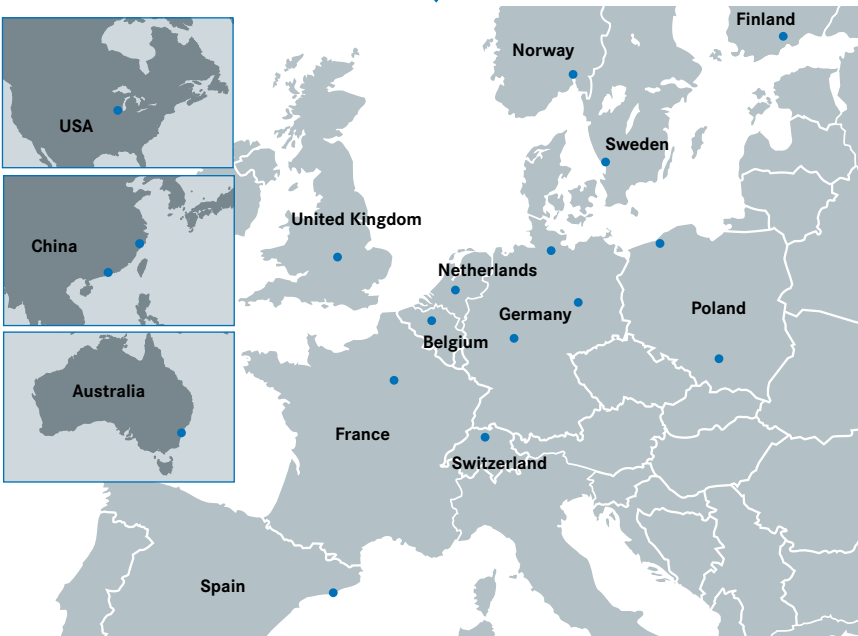 Finland
Norway
USA
Sweden
United Kingdom
China
Netherlands
Germany
Poland
Belgium
Australia
France
Switzerland
Spain